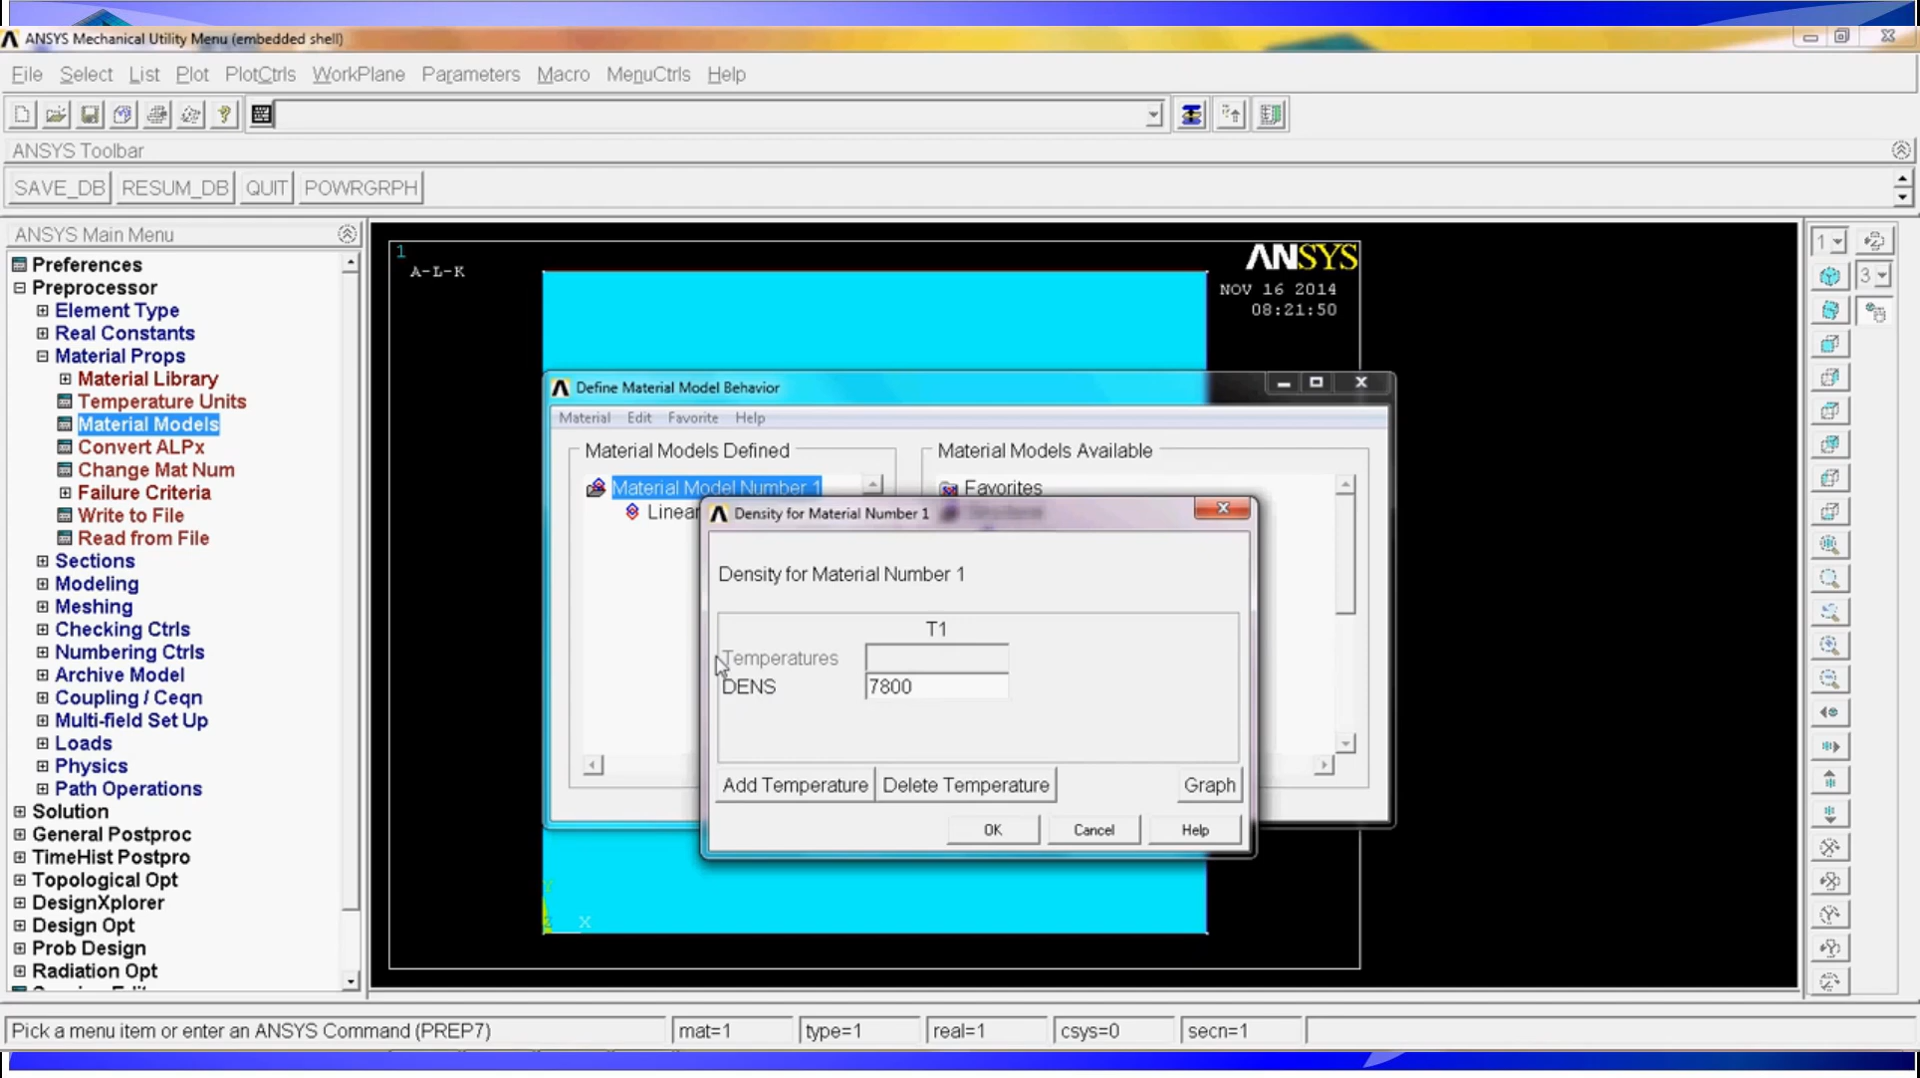 ANSYS Mechanical Utility Menu (embedded shell)
File Select List Plot PlotCtrls WorkPlane Parameters Macro MenuCtrls Help
ANSYS Toolbar
SAVE_DB RESUM_DB QUIT POWRGRPH
ANSYS Main Menu
Preferences
Preprocessor
Element Type
Real Constants
Material Props
Material Library
Temperature Units
Material Models
Convert ALPx
Change Mat Num
Failure Criteria
Write to File
Read from File
Sections
Modeling
Meshing
Checking Ctrls
Numbering Ctrls
Archive Model
Coupling / Ceqn
Multi-field Set Up
Loads
Physics
Path Operations
Solution
General Postproc
TimeHist Postpro
Topological Opt
DesignXplorer
Design Opt
Prob Design
Radiation Opt
1
A-L-K
ANSYS
NOV 16 2014
08:21:50
Define Material Model Behavior
Material Edit Favorite Help
Material Models Defined
Material Models Available
Material Model Number 1
Favorites
Linear
Density for Material Number 1
Density for Material Number 1
T1
Temperatures
DENS 7800
Add Temperature Delete Temperature Graph
OK Cancel Help
Y
Z X
1
3
Pick a menu item or enter an ANSYS Command (PREP7) mat=1 type=1 real=1 csys=0 secn=1